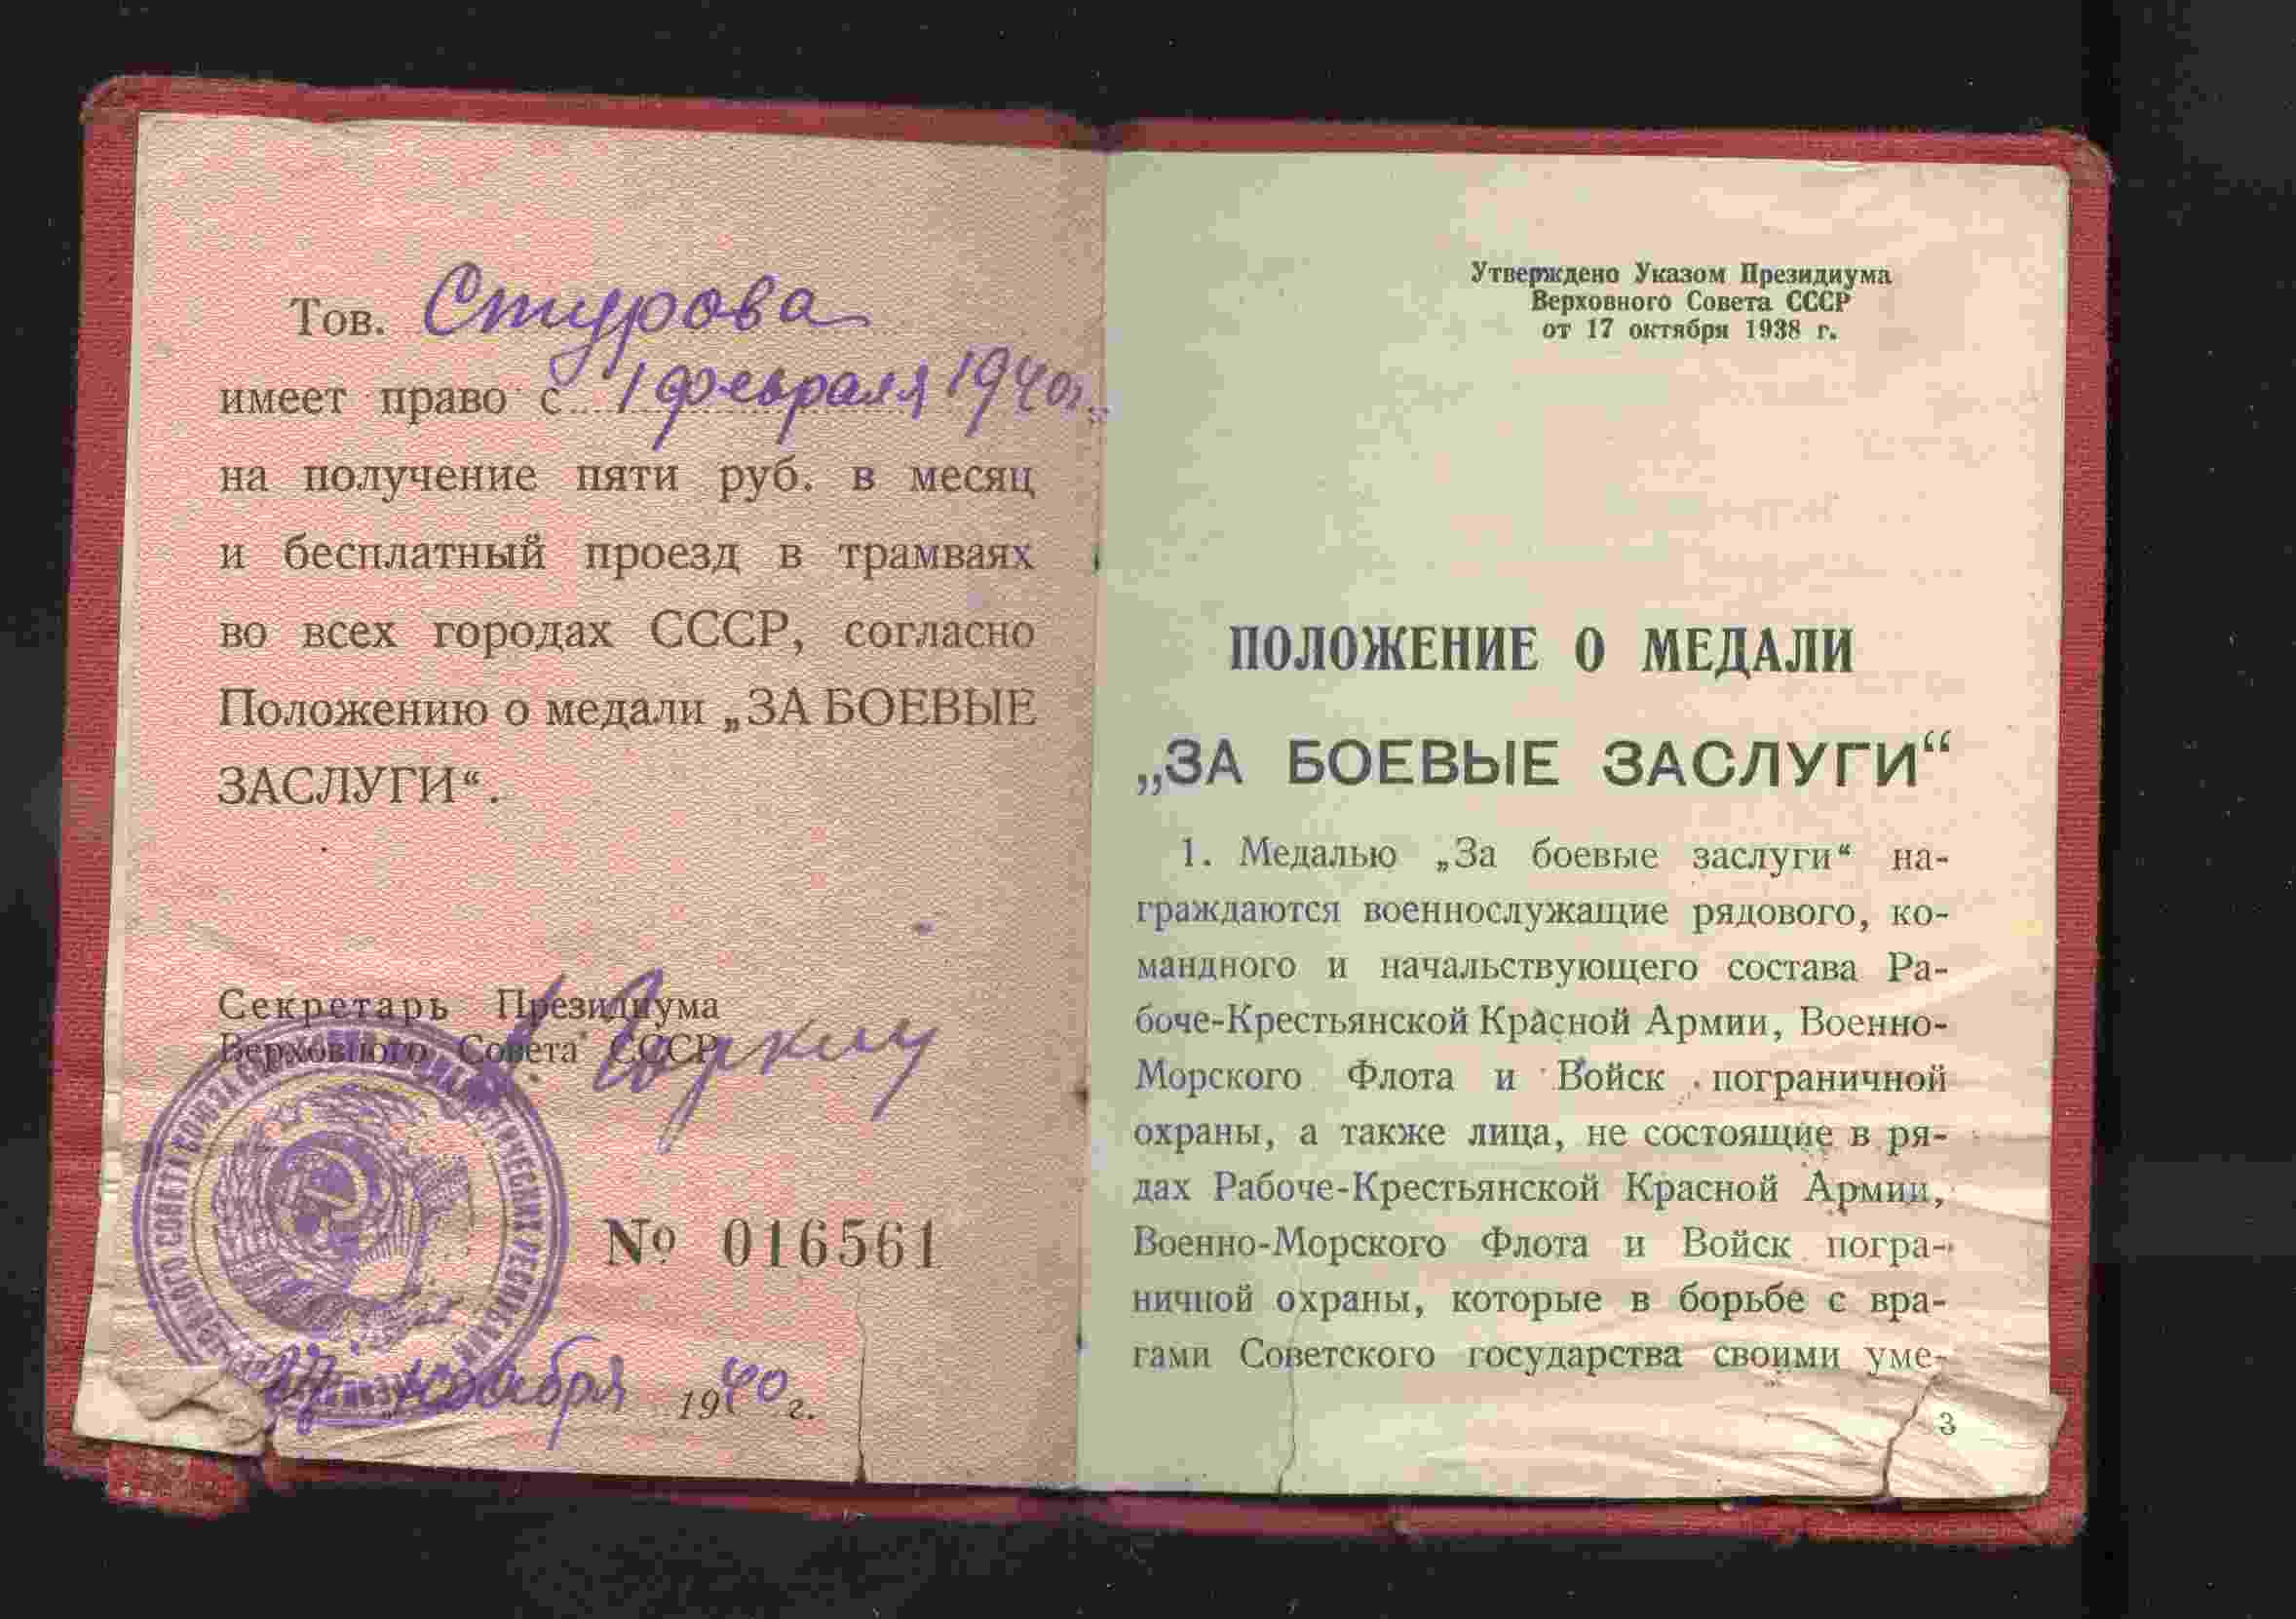 Тов. Стурова
имеет право с 1 февраля 1940г.
на получение пяти руб. в месяц
и бесплатный проезд в трамваях
во всех городах СССР, согласно
Положению о медали „ЗА БОЕВЫЕ
ЗАСЛУГИ“.
Секретарь Президиума
Верховного Совета СССР
А. Горкин
№ 016561
27 ноября 1940 г.
Утверждено Указом Президиума
Верховного Совета СССР
от 17 октября 1938 г.
ПОЛОЖЕНИЕ О МЕДАЛИ
„ЗА БОЕВЫЕ ЗАСЛУГИ“
1. Медалью „За боевые заслуги“ на-
граждаются военнослужащие рядового, ко-
мандного и начальствующего состава Ра-
боче-Крестьянской Красной Армии, Военно-
Морского Флота и Войск пограничной
охраны, а также лица, не состоящие в ря-
дах Рабоче-Крестьянской Красной Армии,
Военно-Морского Флота и Войск погра-
ничной охраны, которые в борьбе с вра-
гами Советского государства своими уме-
3